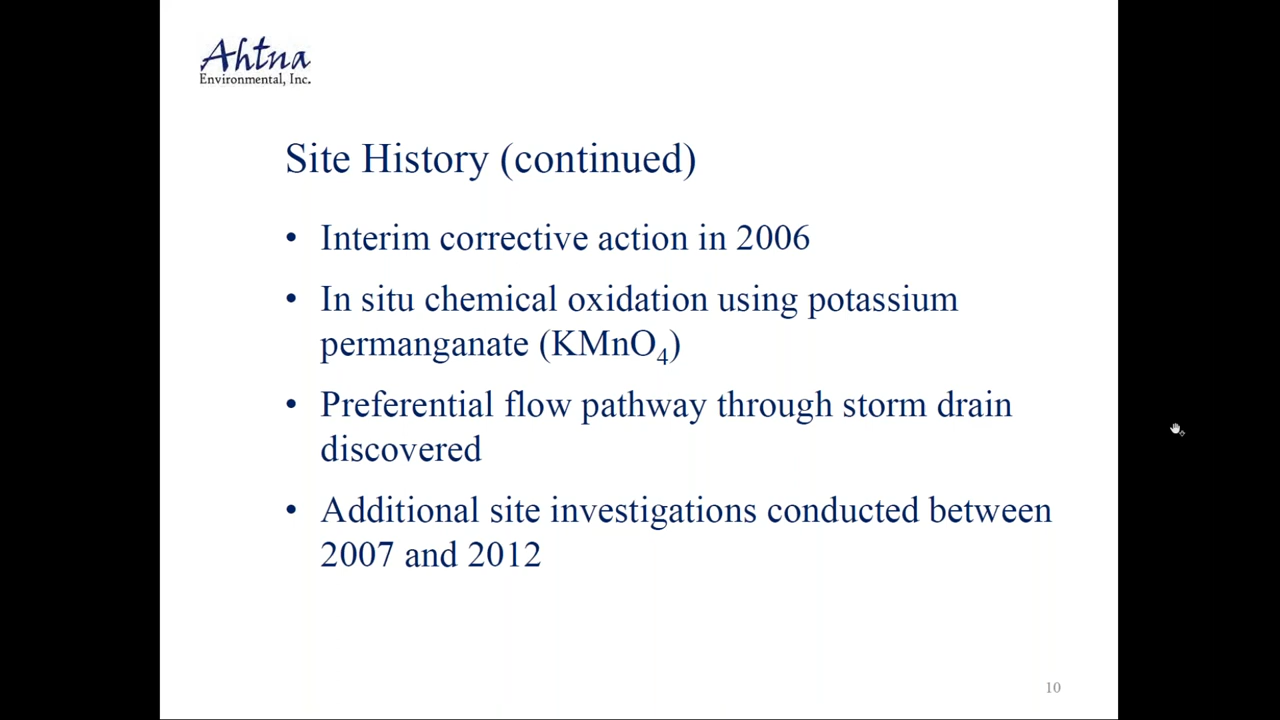 Ahtna
Environmental, Inc.
Site History (continued)
• Interim corrective action in 2006
• In situ chemical oxidation using potassium
permanganate (KMnO₄)
• Preferential flow pathway through storm drain
discovered
• Additional site investigations conducted between
2007 and 2012
10